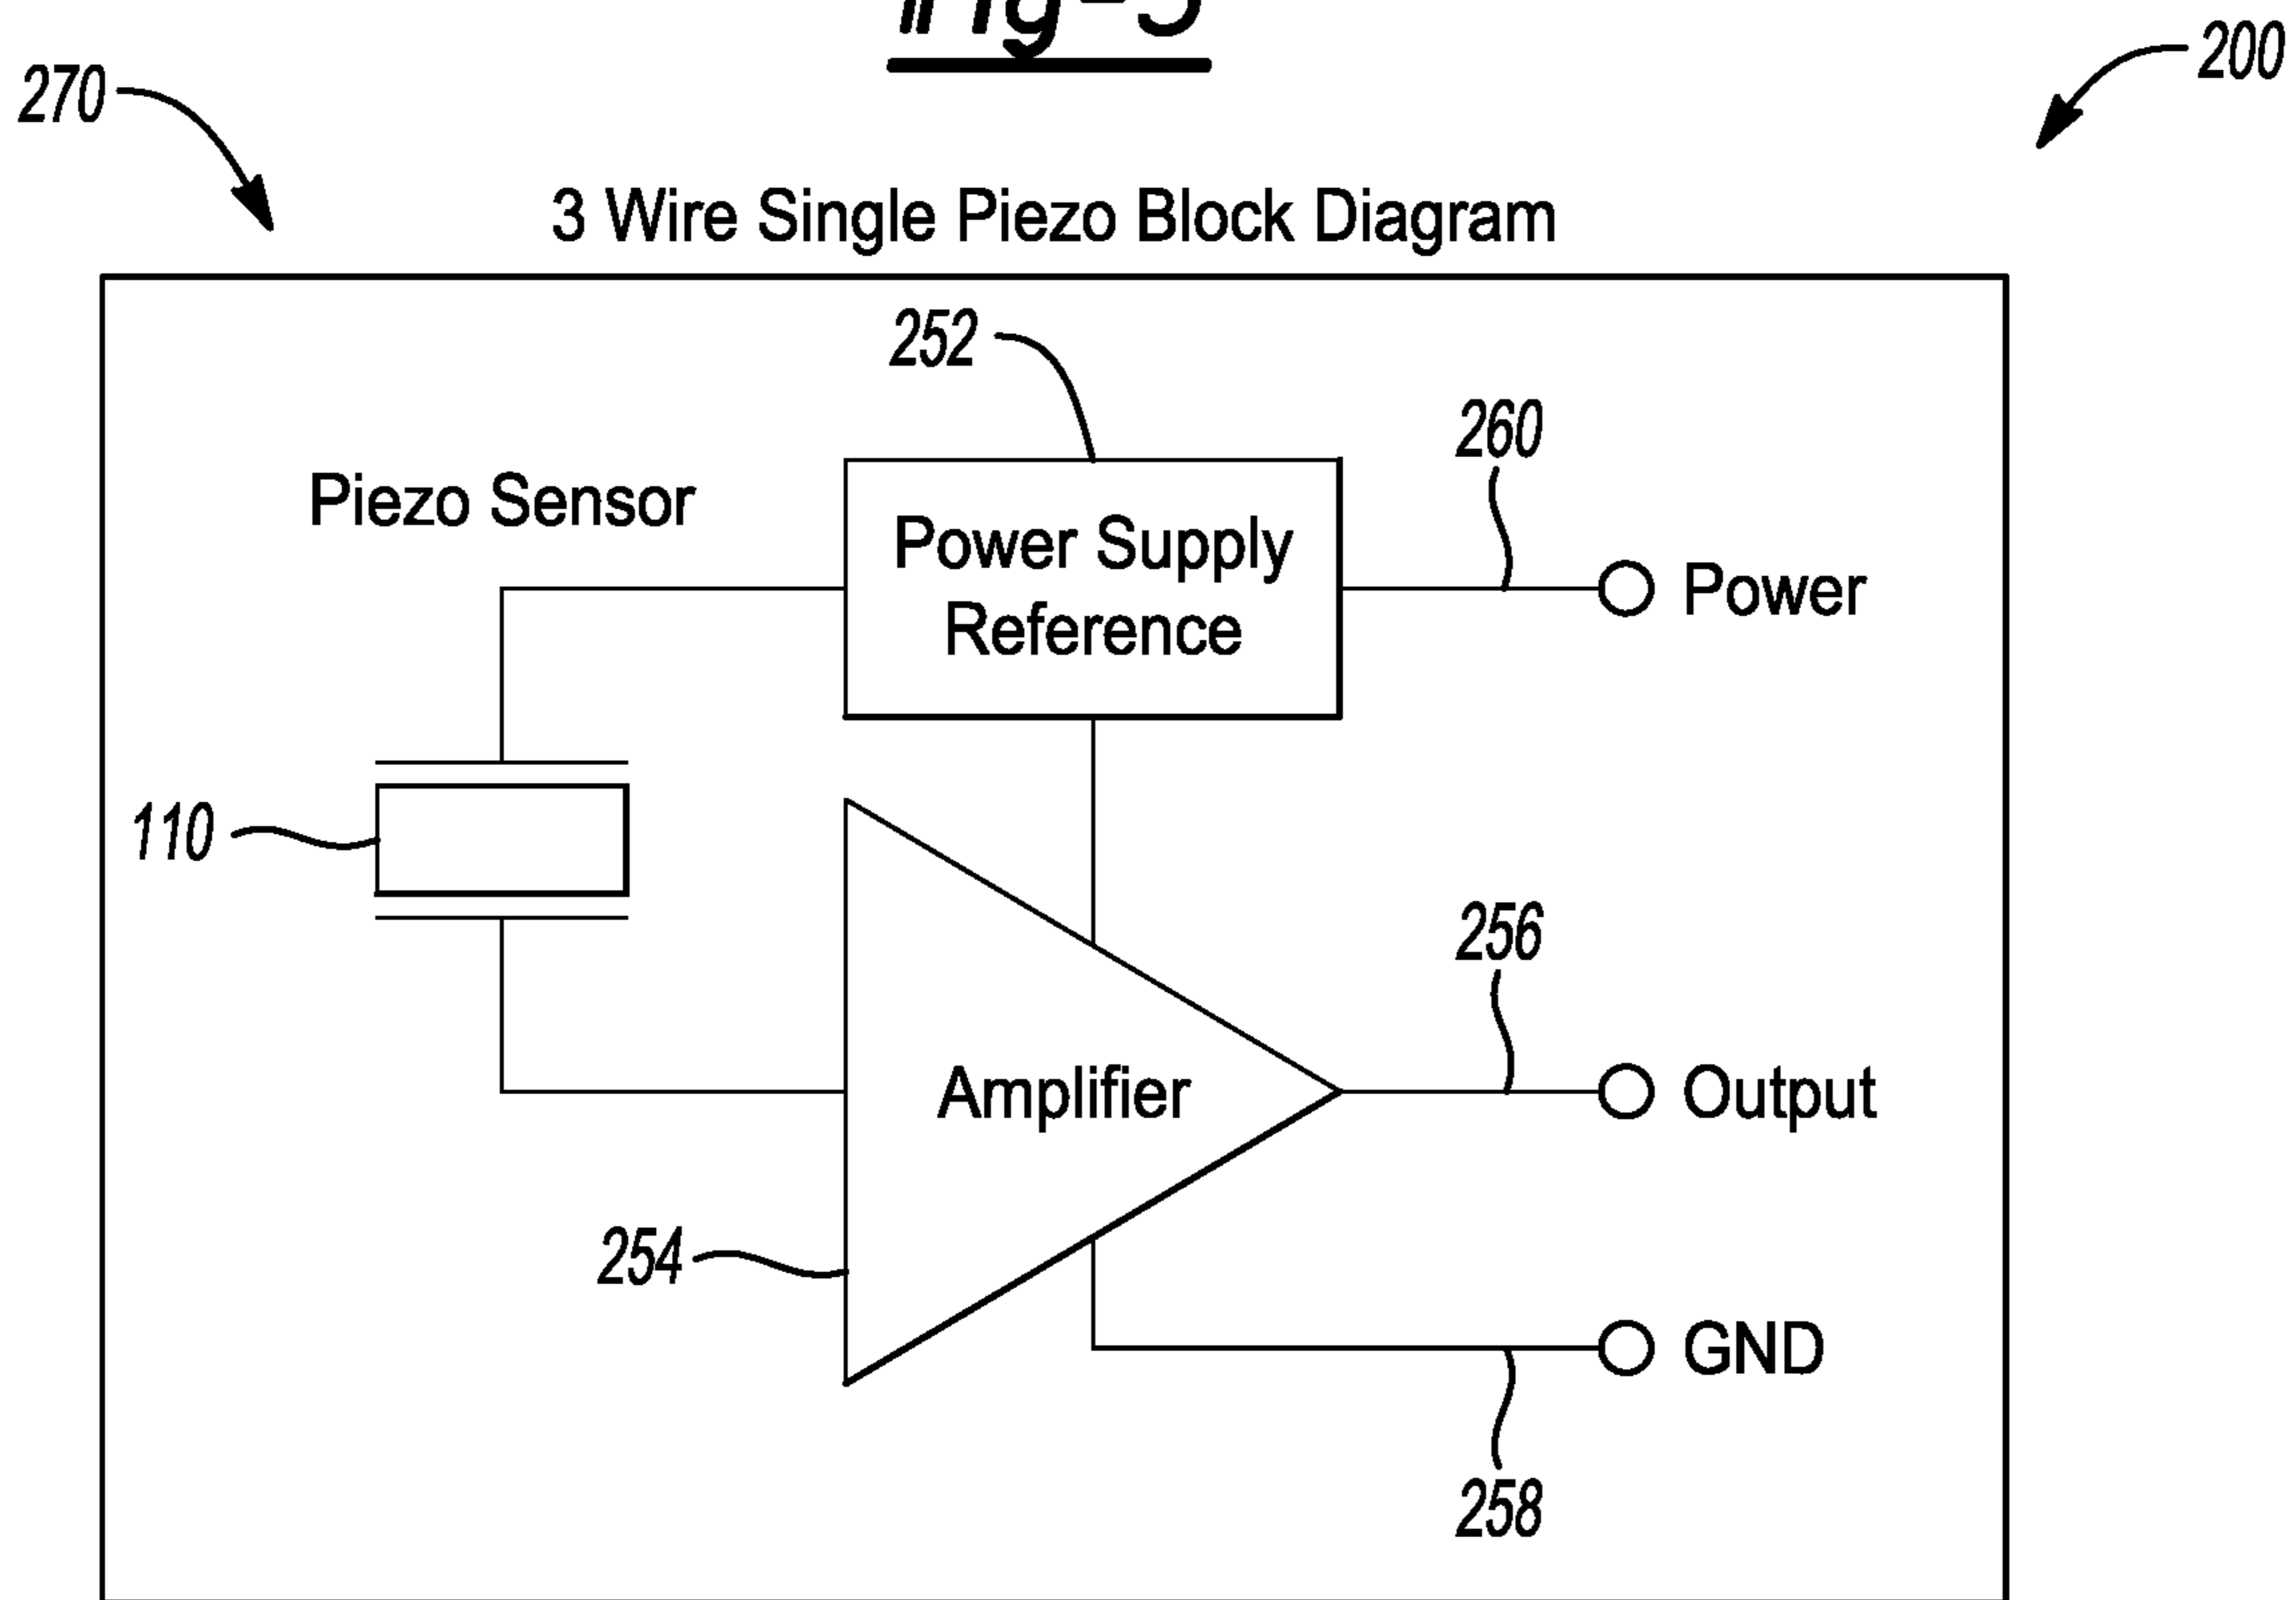 270
200
3 Wire Single Piezo Block Diagram
252
260
Piezo Sensor
Power Supply
Reference
Power
110
256
Amplifier
Output
254
GND
258